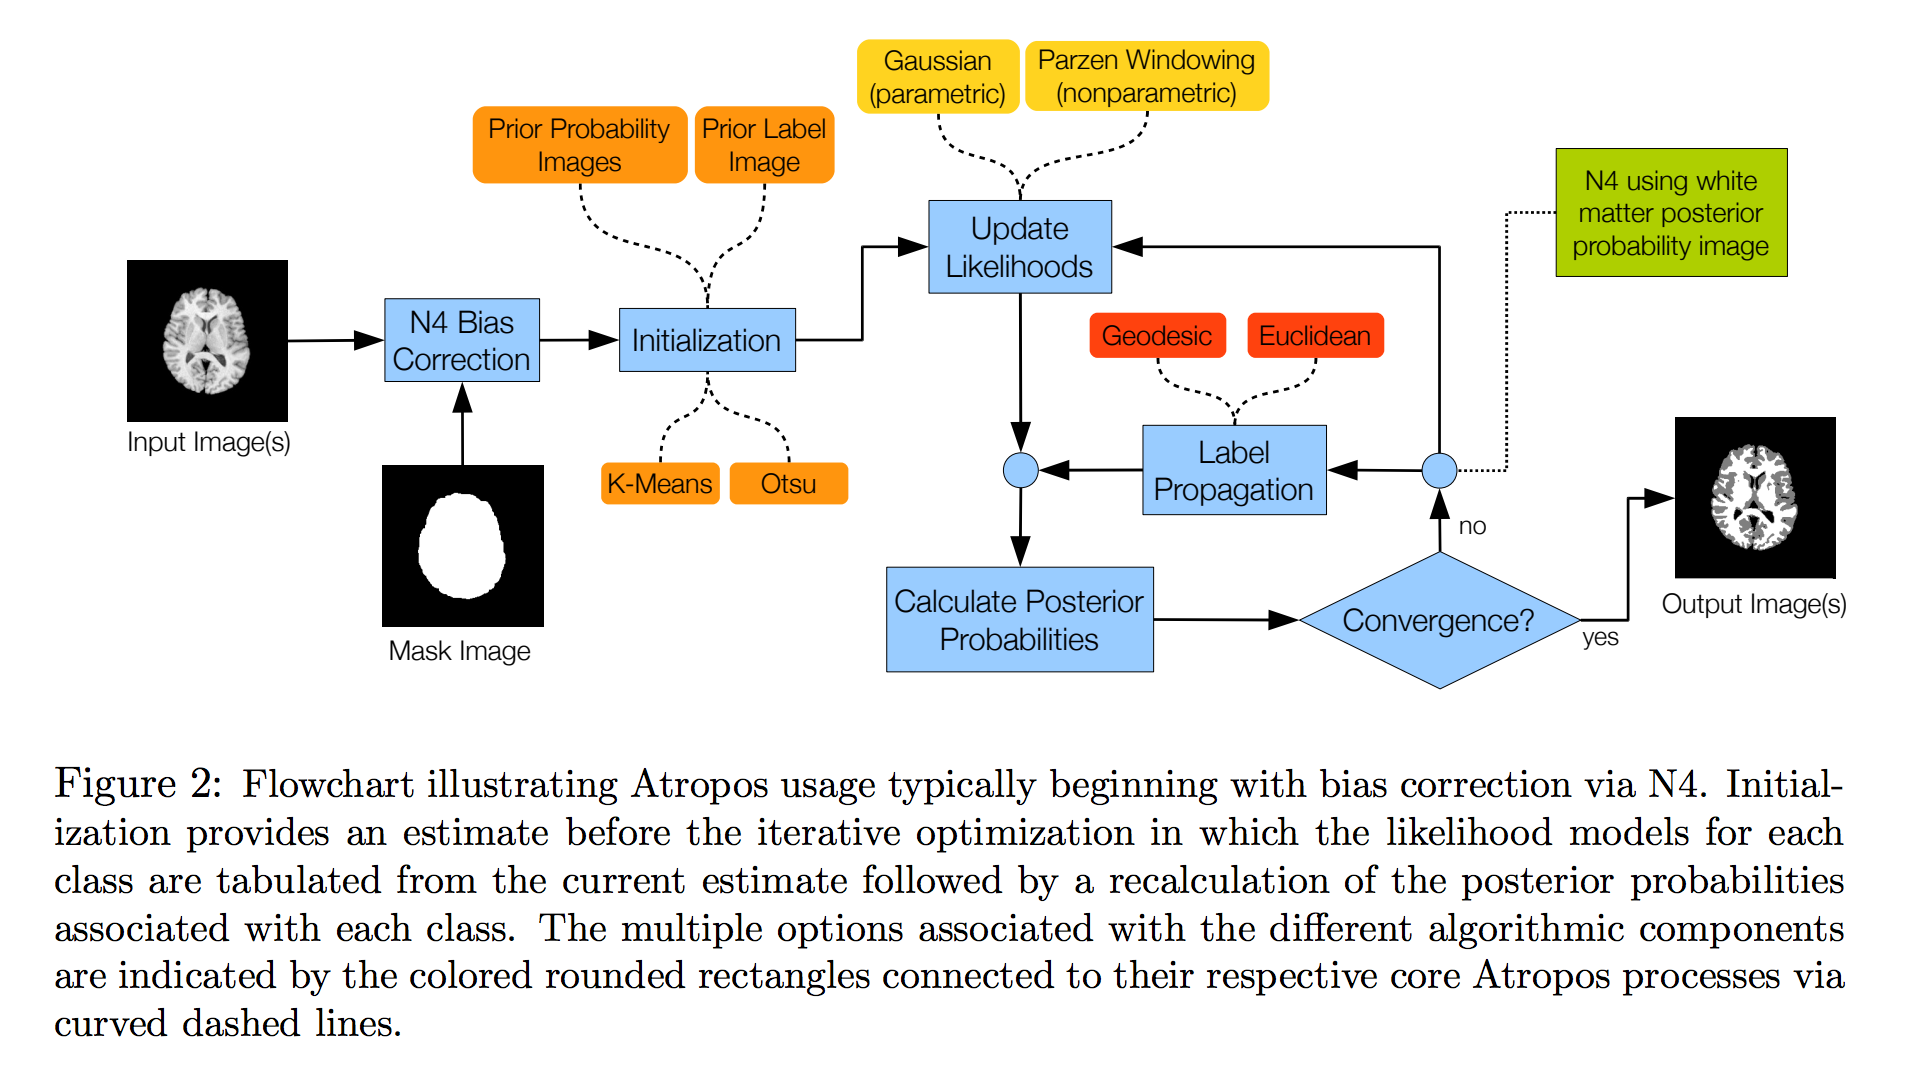 Gaussian
(parametric)
Parzen Windowing
(nonparametric)
Prior Probability
Images
Prior Label
Image
N4 using white
matter posterior
probability image
Update
Likelihoods
N4 Bias
Correction
Initialization
Geodesic
Euclidean
Input Image(s)
K-Means
Otsu
Label
Propagation
no
Mask Image
Calculate Posterior
Probabilities
Convergence?
yes
Output Image(s)
Figure 2: Flowchart illustrating Atropos usage typically beginning with bias correction via N4. Initial-
ization provides an estimate before the iterative optimization in which the likelihood models for each
class are tabulated from the current estimate followed by a recalculation of the posterior probabilities
associated with each class. The multiple options associated with the different algorithmic components
are indicated by the colored rounded rectangles connected to their respective core Atropos processes via
curved dashed lines.